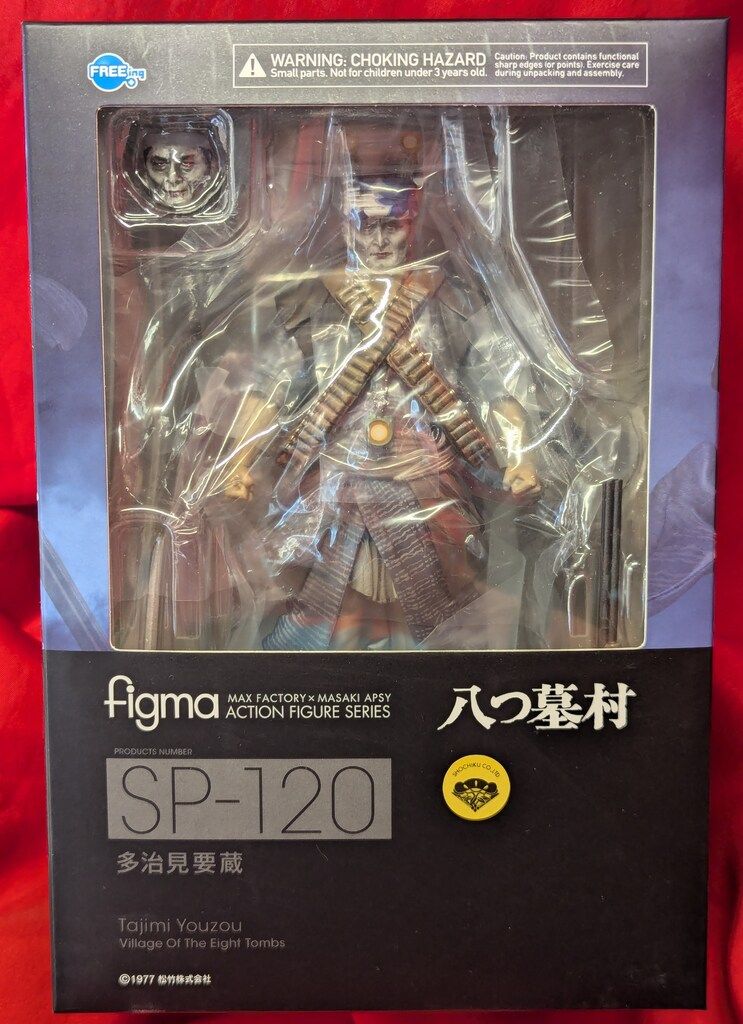 FREEing
WARNING: CHOKING HAZARD
Small parts. Not for children under 3 years old.
Caution: Product contains functional
sharp edges (or points). Exercise care
during unpacking and assembly.
figma
MAX FACTORY × MASAKI APSY
ACTION FIGURE SERIES
八つ墓村
PRODUCTS NUMBER
SP-120
SHOCHIKU CO.,LTD
多治見要蔵
Tajimi Youzou
Village Of The Eight Tombs
©1977 松竹株式会社